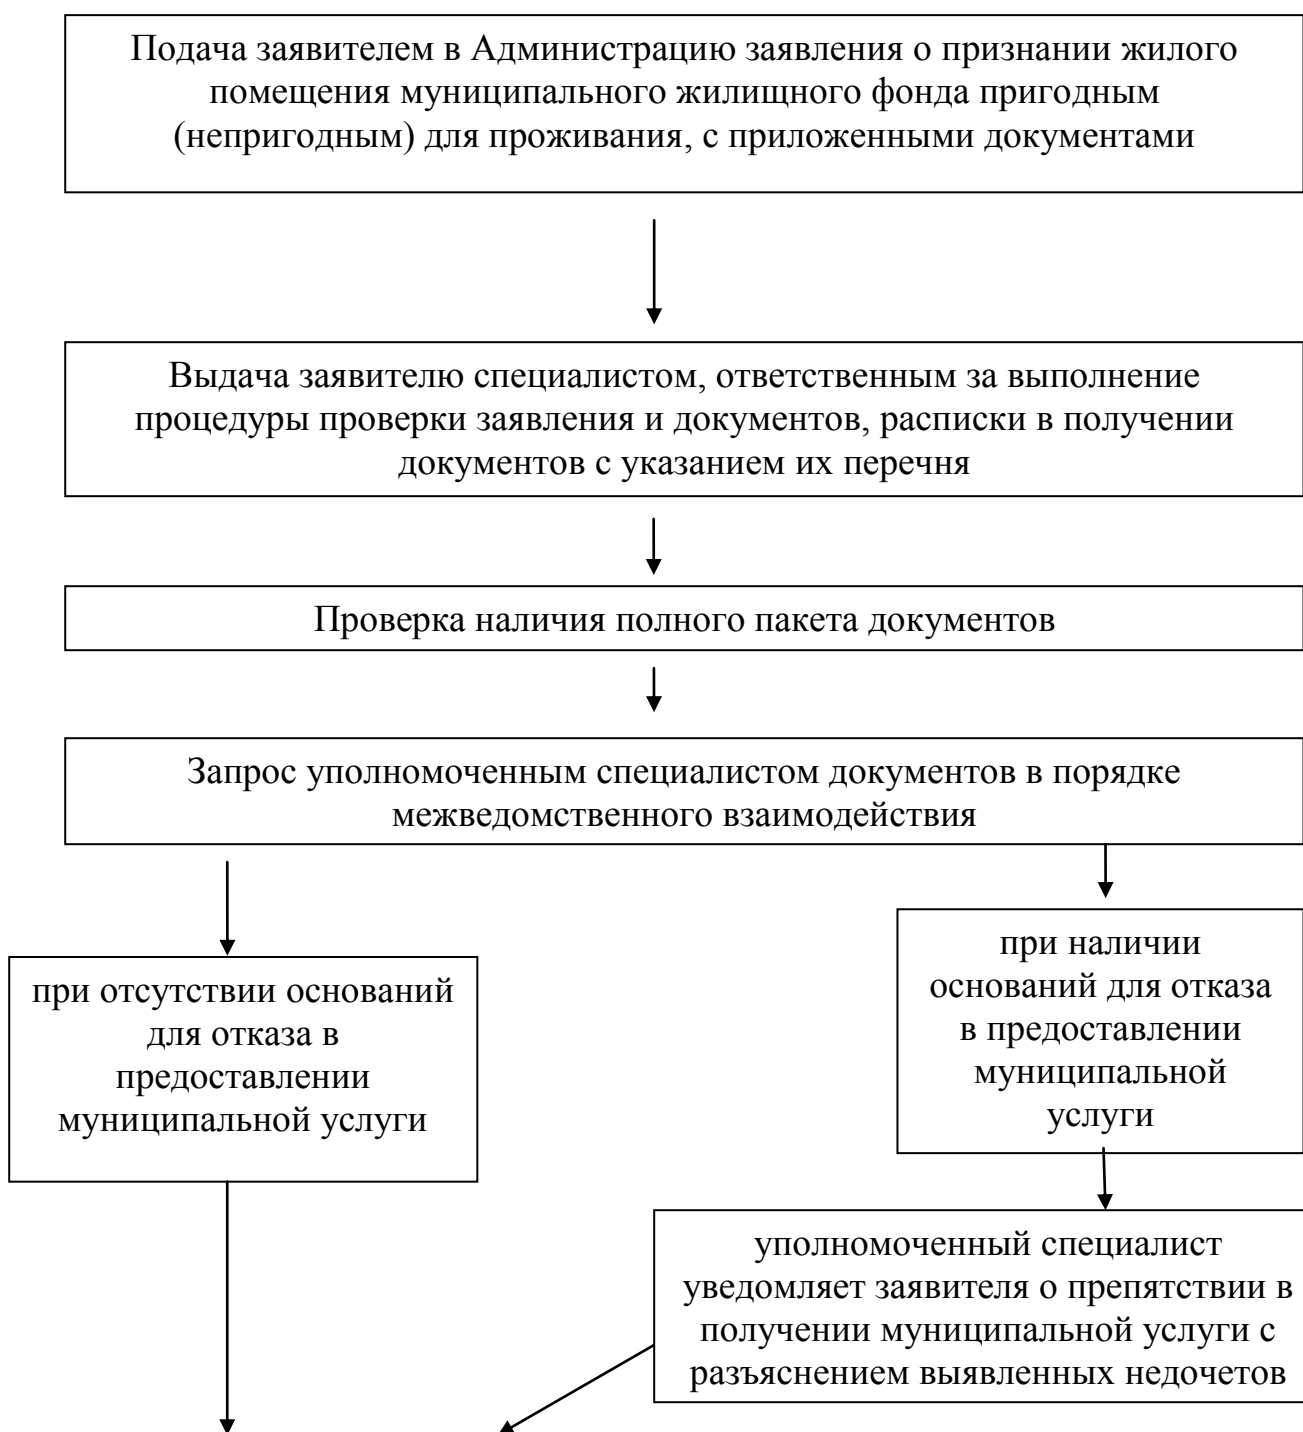 Подача заявителем в Администрацию заявления о признании жилого
помещения муниципального жилищного фонда пригодным
(непригодным) для проживания, с приложенными документами
Выдача заявителю специалистом, ответственным за выполнение
процедуры проверки заявления и документов, расписки в получении
документов с указанием их перечня
Проверка наличия полного пакета документов
Запрос уполномоченным специалистом документов в порядке
межведомственного взаимодействия
при отсутствии оснований
для отказа в
предоставлении
муниципальной услуги
при наличии
оснований для отказа
в предоставлении
муниципальной
услуги
уполномоченный специалист
уведомляет заявителя о препятствии в
получении муниципальной услуги с
разъяснением выявленных недочетов